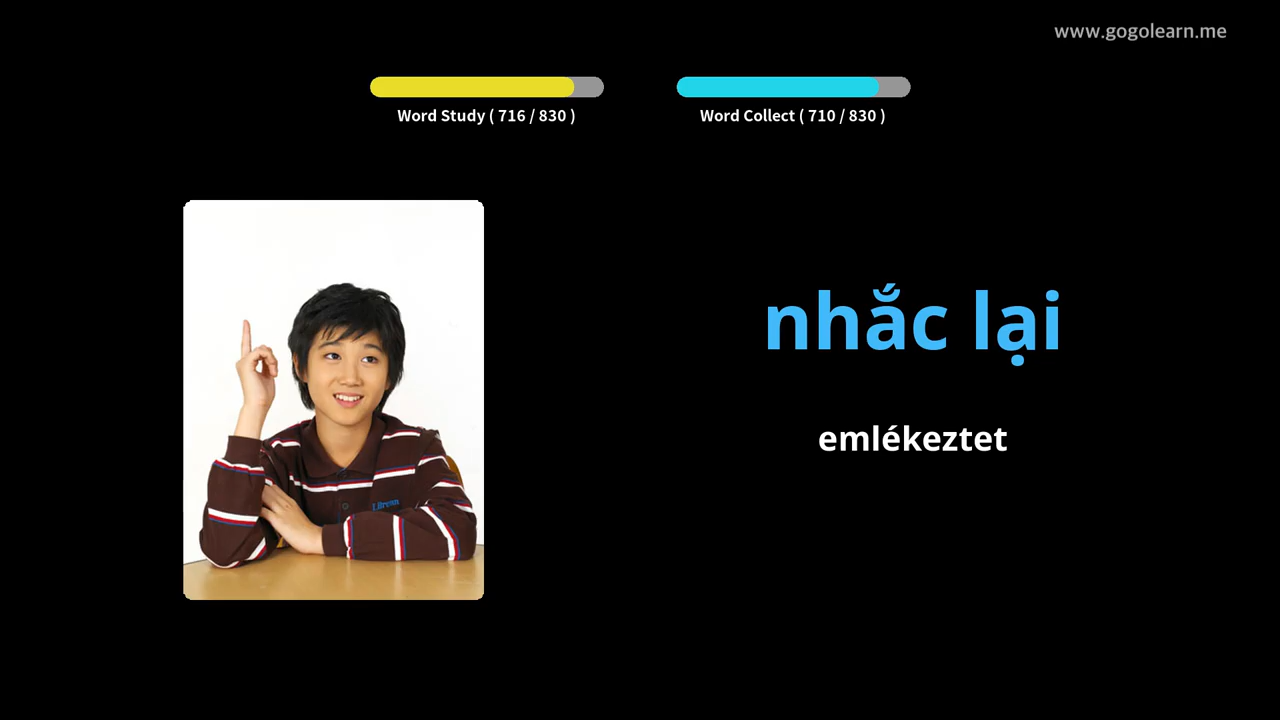 www.gogolearn.me
Word Study ( 716 / 830 )
Word Collect ( 710 / 830 )
nhắc lại
emlékeztet